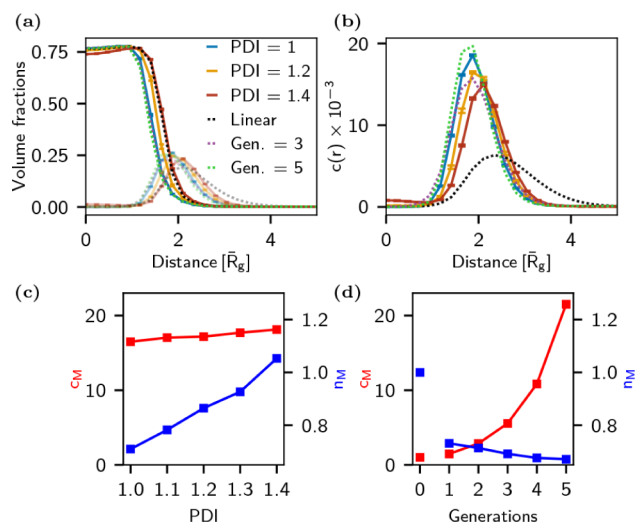 (a)
0.75
0.50
0.25
0.00
Volume fractions
0
2
4
Distance [R̄g]
PDI = 1
PDI = 1.2
PDI = 1.4
Linear
Gen. = 3
Gen. = 5
(b)
20
10
0
c(r) × 10⁻³
0
2
4
Distance [R̄g]
(c)
20
10
0
cM
1.2
1.0
0.8
nM
1.0 1.1 1.2 1.3 1.4
PDI
(d)
20
10
0
cM
1.2
1.0
0.8
nM
0 1 2 3 4 5
Generations